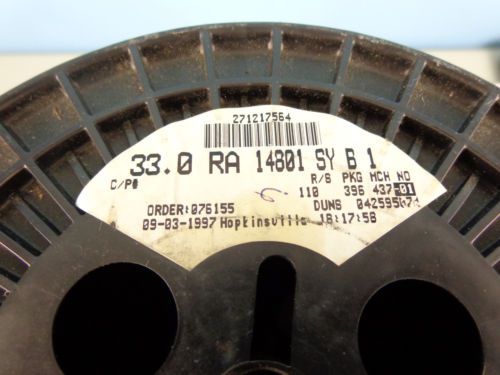 271217564
33.0 RA 14801 SY B 1
R/S PKG MCH NO
C/P# 110 396 437-01
ORDER:076155 DUNS
09-03-1997 Hopkinsville 18:17:58